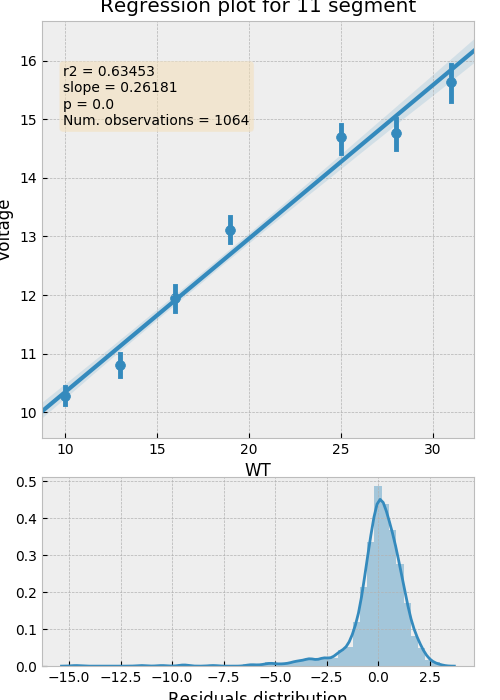 Regression plot for 11 segment
r2 = 0.63453
slope = 0.26181
p = 0.0
Num. observations = 1064
16
15
14
13
12
11
10
Voltage
10 15 20 25 30
WT
0.5
0.4
0.3
0.2
0.1
0.0
−15.0 −12.5 −10.0 −7.5 −5.0 −2.5 0.0 2.5
Residuals distribution